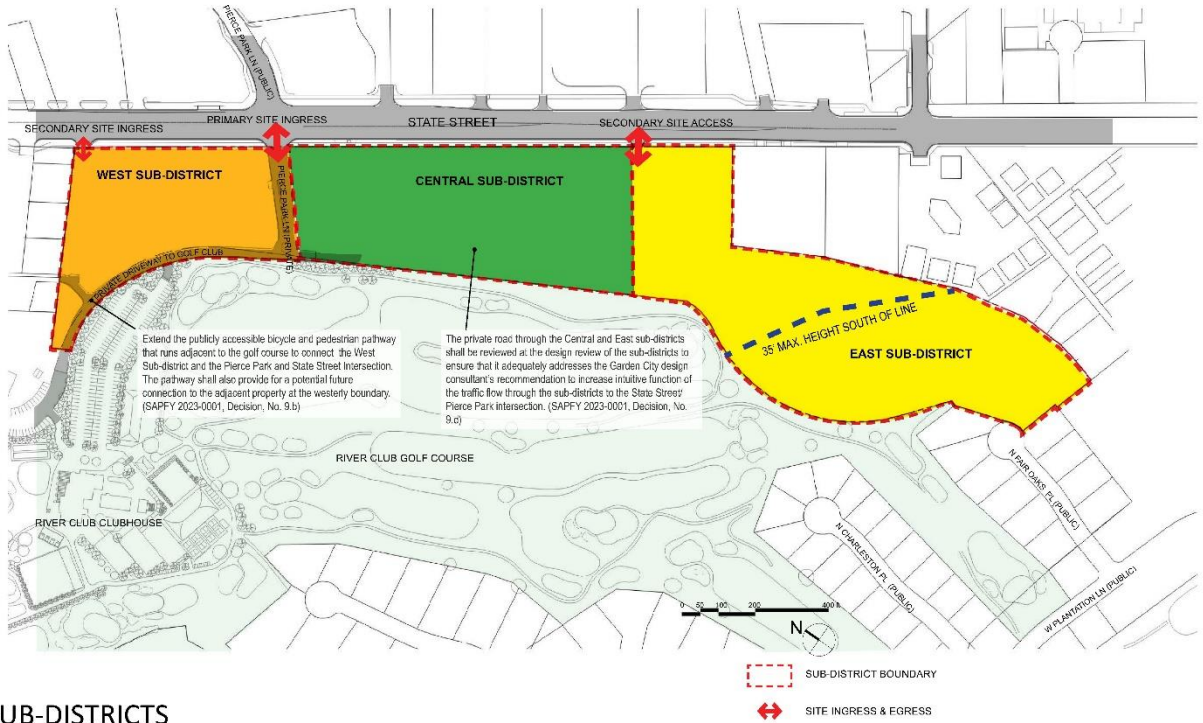 PIERCE PARK LN (PUBLIC)
SECONDARY SITE INGRESS
PRIMARY SITE INGRESS
STATE STREET
SECONDARY SITE ACCESS
WEST SUB-DISTRICT
CENTRAL SUB-DISTRICT
PIERCE PARK LN (PRIVATE)
PRIVATE DRIVEWAY TO GOLF CLUB
35' MAX. HEIGHT SOUTH OF LINE
EAST SUB-DISTRICT
Extend the publicly accessible bicycle and pedestrian pathway
that runs adjacent to the golf course to connect the West
Sub-district and the Pierce Park and State Street Intersection.
The pathway shall also provide for a potential future
connection to the adjacent property at the westerly boundary.
(SAPFY 2023-0001, Decision, No. 9.b)
The private road through the Central and East sub-districts
shall be reviewed at the design review of the sub-districts to
ensure that it adequately addresses the Garden City design
consultant's recommendation to increase intuitive function of
the traffic flow through the sub-districts to the State Street/
Pierce Park intersection. (SAPFY 2023-0001, Decision, No.
9.c)
RIVER CLUB GOLF COURSE
RIVER CLUB CLUBHOUSE
N FAIR OAKS PL (PUBLIC)
N CHARLESTON PL (PUBLIC)
W PLANTATION LN (PUBLIC)
0 50 100 200 400 ft
N
SUB-DISTRICT BOUNDARY
SITE INGRESS & EGRESS
UB-DISTRICTS